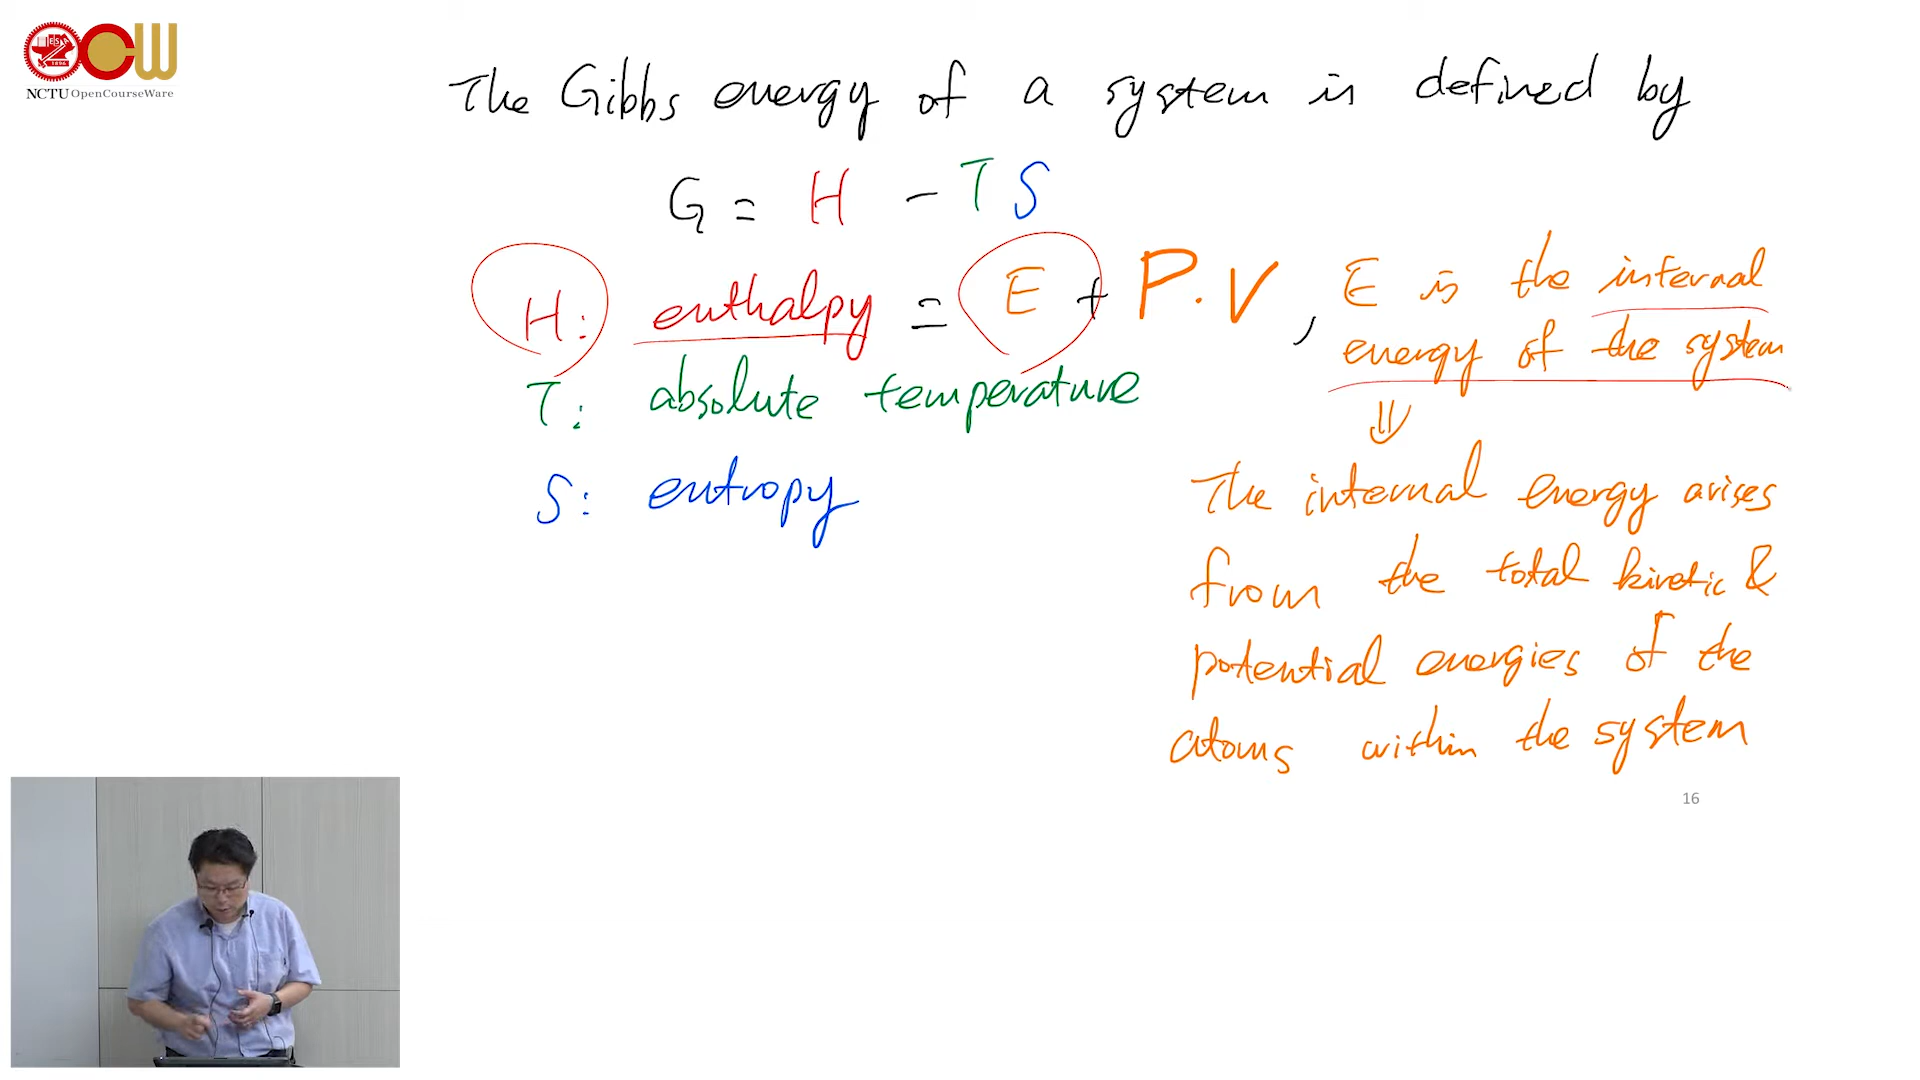 NCTU OpenCourseWare
The Gibbs energy of a system is defined by
G = H - TS
H: enthalpy = E + P.V, E is the internal
energy of the system
T: absolute temperature
⇓
S: entropy
The internal energy arises
from the total kinetic &
potential energies of the
atoms within the system
16